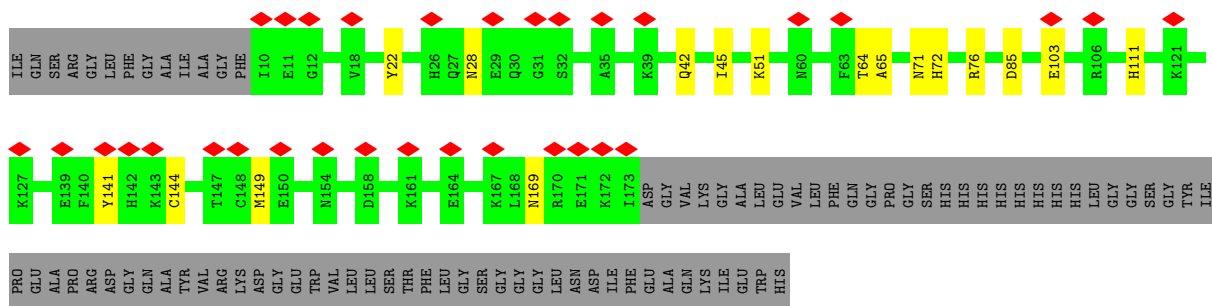 ILE GLN SER ARG GLY LEU PHE GLY ALA ILE ALA GLY PHE I10 E11 G12 V18 Y22 H26 Q27 N28 E29 Q30 G31 S32 A35 K39 Q42 I45 K51 N60 F63 T64 A65 N71 H72 R76 D85 E103 R106 H111 K121
K127 E139 F140 Y141 H142 K143 C144 T147 C148 M149 E150 N154 D158 K161 E164 K167 L168 N169 R170 E171 K172 I173 ASP GLY VAL LYS GLY ALA LEU GLU VAL LEU PHE GLN GLY PRO GLY SER HIS HIS HIS HIS HIS HIS HIS HIS LEU GLY GLY SER GLY TYR ILE
PRO GLU ALA PRO ARG ASP GLY GLN ALA TYR VAL ARG LYS ASP GLY GLU TRP VAL LEU LEU SER THR PHE LEU GLY SER GLY GLY GLY LEU ASN ASP ILE PHE GLU ALA GLN LYS ILE GLU TRP HIS